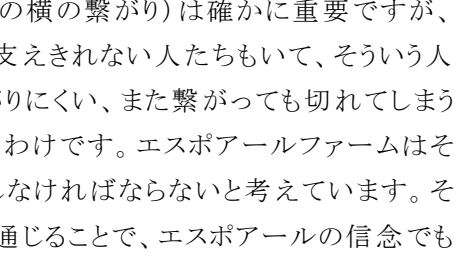 の横の繋がり）は確かに重要ですが、
支えきれない人たちもいて、そういう人
りにくい、また繋がっても切れてしまう
わけです。エスポアールファームはそ
なければならないと考えています。そ
通じることで、エスポアールの信念でも